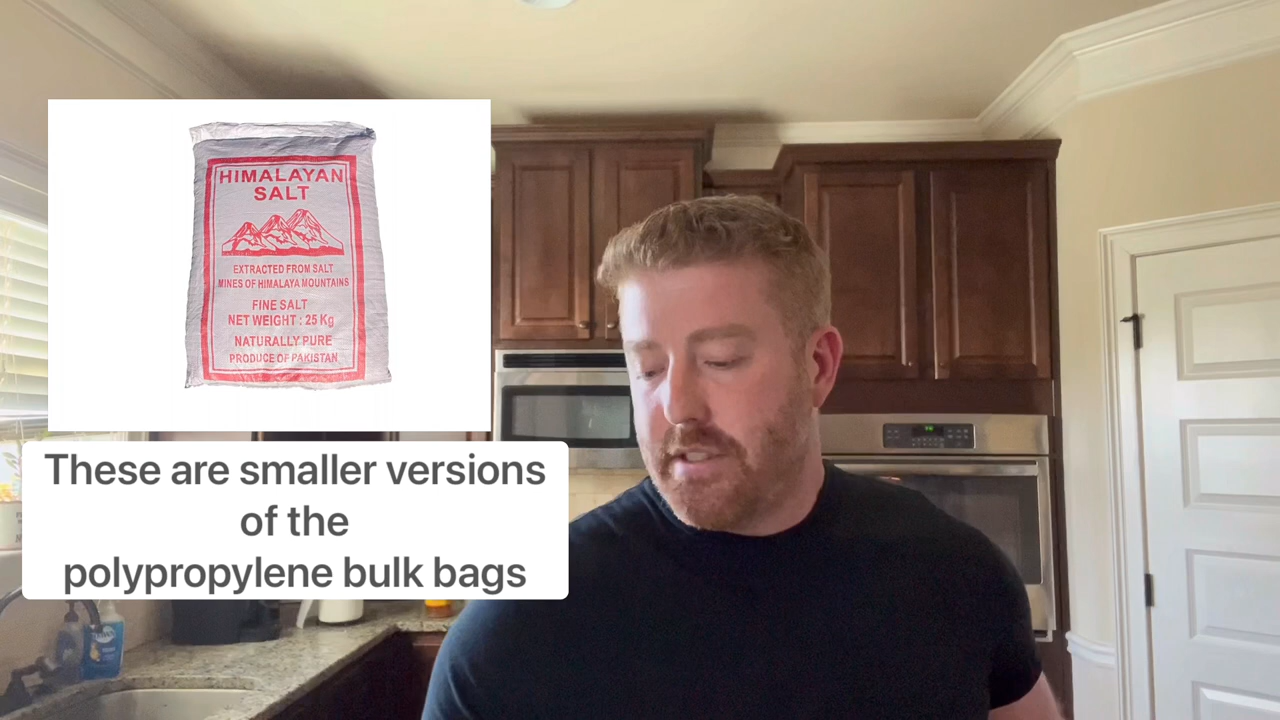 HIMALAYAN
SALT
EXTRACTED FROM SALT
MINES OF HIMALAYA MOUNTAINS
FINE SALT
NET WEIGHT : 25 Kg
NATURALLY PURE
PRODUCE OF PAKISTAN
These are smaller versions
of the
polypropylene bulk bags